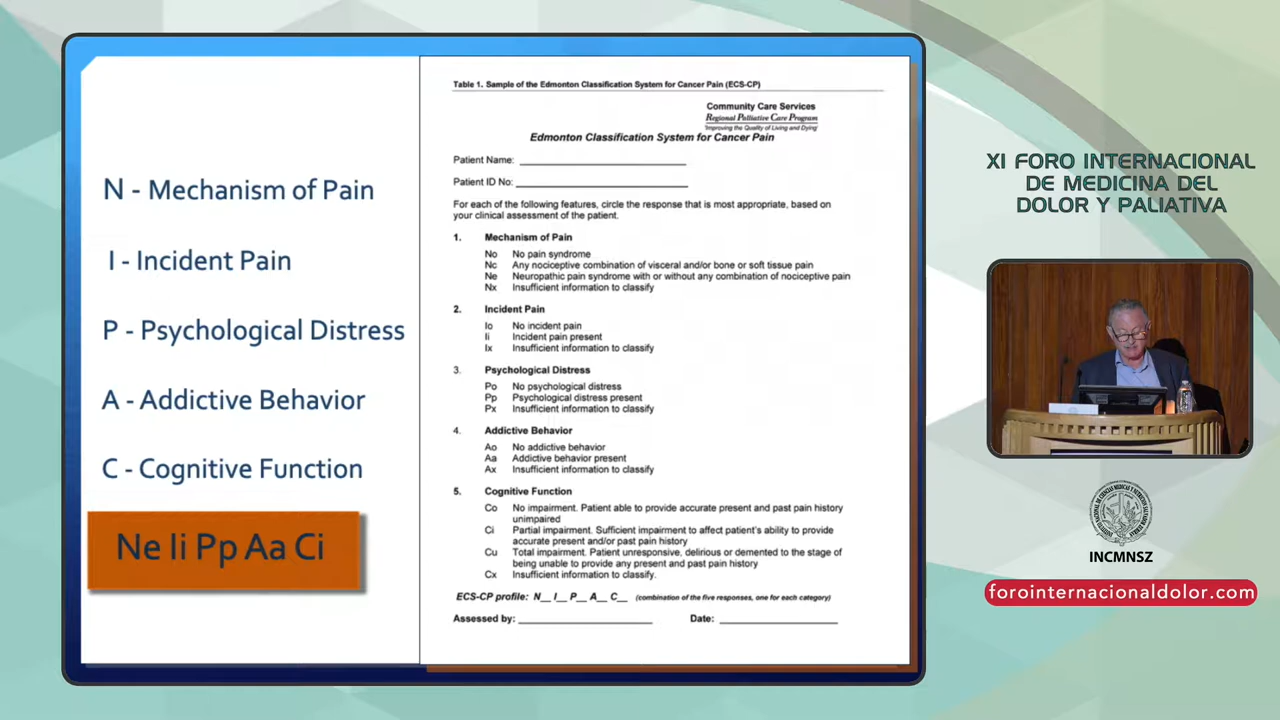 N - Mechanism of Pain
I - Incident Pain
P - Psychological Distress
A - Addictive Behavior
C - Cognitive Function
Ne Ii Pp Aa Ci
Table 1. Sample of the Edmonton Classification System for Cancer Pain (ECS-CP)
Community Care Services
Regional Palliative Care Program
'Improving the Quality of Living and Dying'
Edmonton Classification System for Cancer Pain
Patient Name:
Patient ID No:
For each of the following features, circle the response that is most appropriate, based on
your clinical assessment of the patient.
1. Mechanism of Pain
No No pain syndrome
Nc Any nociceptive combination of visceral and/or bone or soft tissue pain
Ne Neuropathic pain syndrome with or without any combination of nociceptive pain
Nx Insufficient information to classify
2. Incident Pain
Io No incident pain
Ii Incident pain present
Ix Insufficient information to classify
3. Psychological Distress
Po No psychological distress
Pp Psychological distress present
Px Insufficient information to classify
4. Addictive Behavior
Ao No addictive behavior
Aa Addictive behavior present
Ax Insufficient information to classify
5. Cognitive Function
Co No impairment. Patient able to provide accurate present and past pain history
unimpaired
Ci Partial impairment. Sufficient impairment to affect patient's ability to provide
accurate present and/or past pain history
Cu Total impairment. Patient unresponsive, delirious or demented to the stage of
being unable to provide any present and past pain history
Cx Insufficient information to classify.
ECS-CP profile: N__ I__ P__ A__ C__ (combination of the five responses, one for each category)
Assessed by: Date:
XI FORO INTERNACIONAL
DE MEDICINA DEL
DOLOR Y PALIATIVA
INCMNSZ
forointernacionaldolor.com